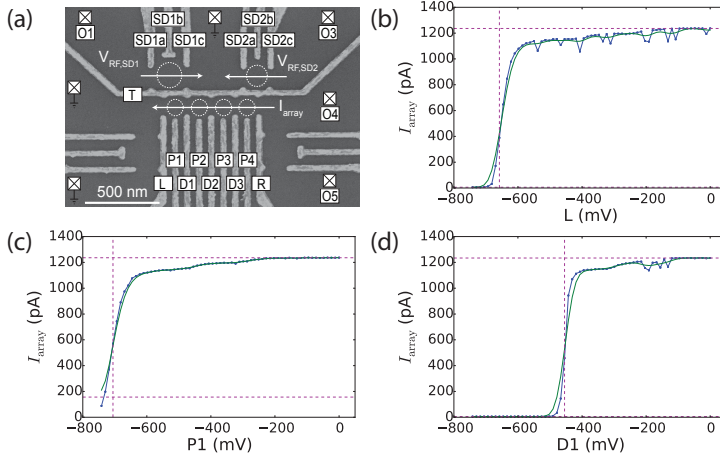 (a)
SD1b SD2b
O1 SD1a SD1c SD2a SD2c O3
V_RF,SD1 V_RF,SD2
T
I_array
O4
P1 P2 P3 P4
500 nm L D1 D2 D3 R
O5
(b)
1400
1200
1000
800
600
400
200
0
I_array (pA)
−800 −600 −400 −200 0
L (mV)
(c)
1400
1200
1000
800
600
400
200
0
I_array (pA)
−800 −600 −400 −200 0
P1 (mV)
(d)
1400
1200
1000
800
600
400
200
0
I_array (pA)
−800 −600 −400 −200 0
D1 (mV)